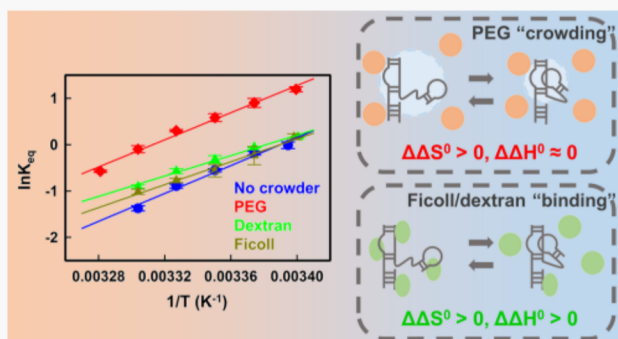 lnKeq
1
0
-1
-2
No crowder
PEG
Dextran
Ficoll
0.00328 0.00332 0.00336 0.00340
1/T (K⁻¹)
PEG “crowding”
ΔΔS⁰ > 0, ΔΔH⁰ ≈ 0
Ficoll/dextran “binding”
ΔΔS⁰ > 0, ΔΔH⁰ > 0